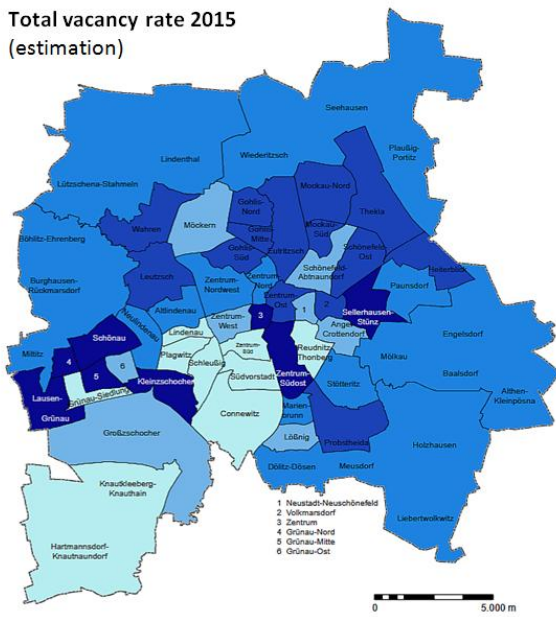 Total vacancy rate 2015
(estimation)
Seehausen
Wiederitzsch
Plaußig-
Portitz
Lindenthal
Lützschena-Stahmeln
Mockau-Nord
Thekla
Gohlis-
Nord
Möckern
Wahren
Gohlis-
Mitte
Mockau-
Süd
Eutritzsch
Schönefeld-
Ost
Böhlitz-Ehrenberg
Gohlis-
Süd
Schönefeld-
Abtnaundorf
Heiterblick
Leutzsch
Zentrum-
Nordwest
Zentrum-
Nord
Burghausen-
Rückmarsdorf
Paunsdorf
Zentrum-
Ost
Altlindenau
Neulindenau
Sellerhausen-
Stünz
1
2
3
Zentrum-
West
Anger-
Crottendorf
Engelsdorf
Lindenau
Schönau
Zentrum-
Süd
Reudnitz-
Thonberg
Miltitz
Plagwitz
Schleußig
Mölkau
4
5
6
Baalsdorf
Südvorstadt
Zentrum-
Südost
Kleinzschocher
Stötteritz
Lausen-
Grünau
Grünau-Siedlung
Althen-
Kleinpösna
Connewitz
Marien-
brunn
Großzschocher
Lößnig
Probstheida
Holzhausen
Dölitz-Dösen
Meusdorf
Knautkleeberg-
Knauthain
Liebertwolkwitz
Hartmannsdorf-
Knautnaundorf
1 Neustadt-Neuschönefeld
2 Volkmarsdorf
3 Zentrum
4 Grünau-Nord
5 Grünau-Mitte
6 Grünau-Ost
0 5.000 m